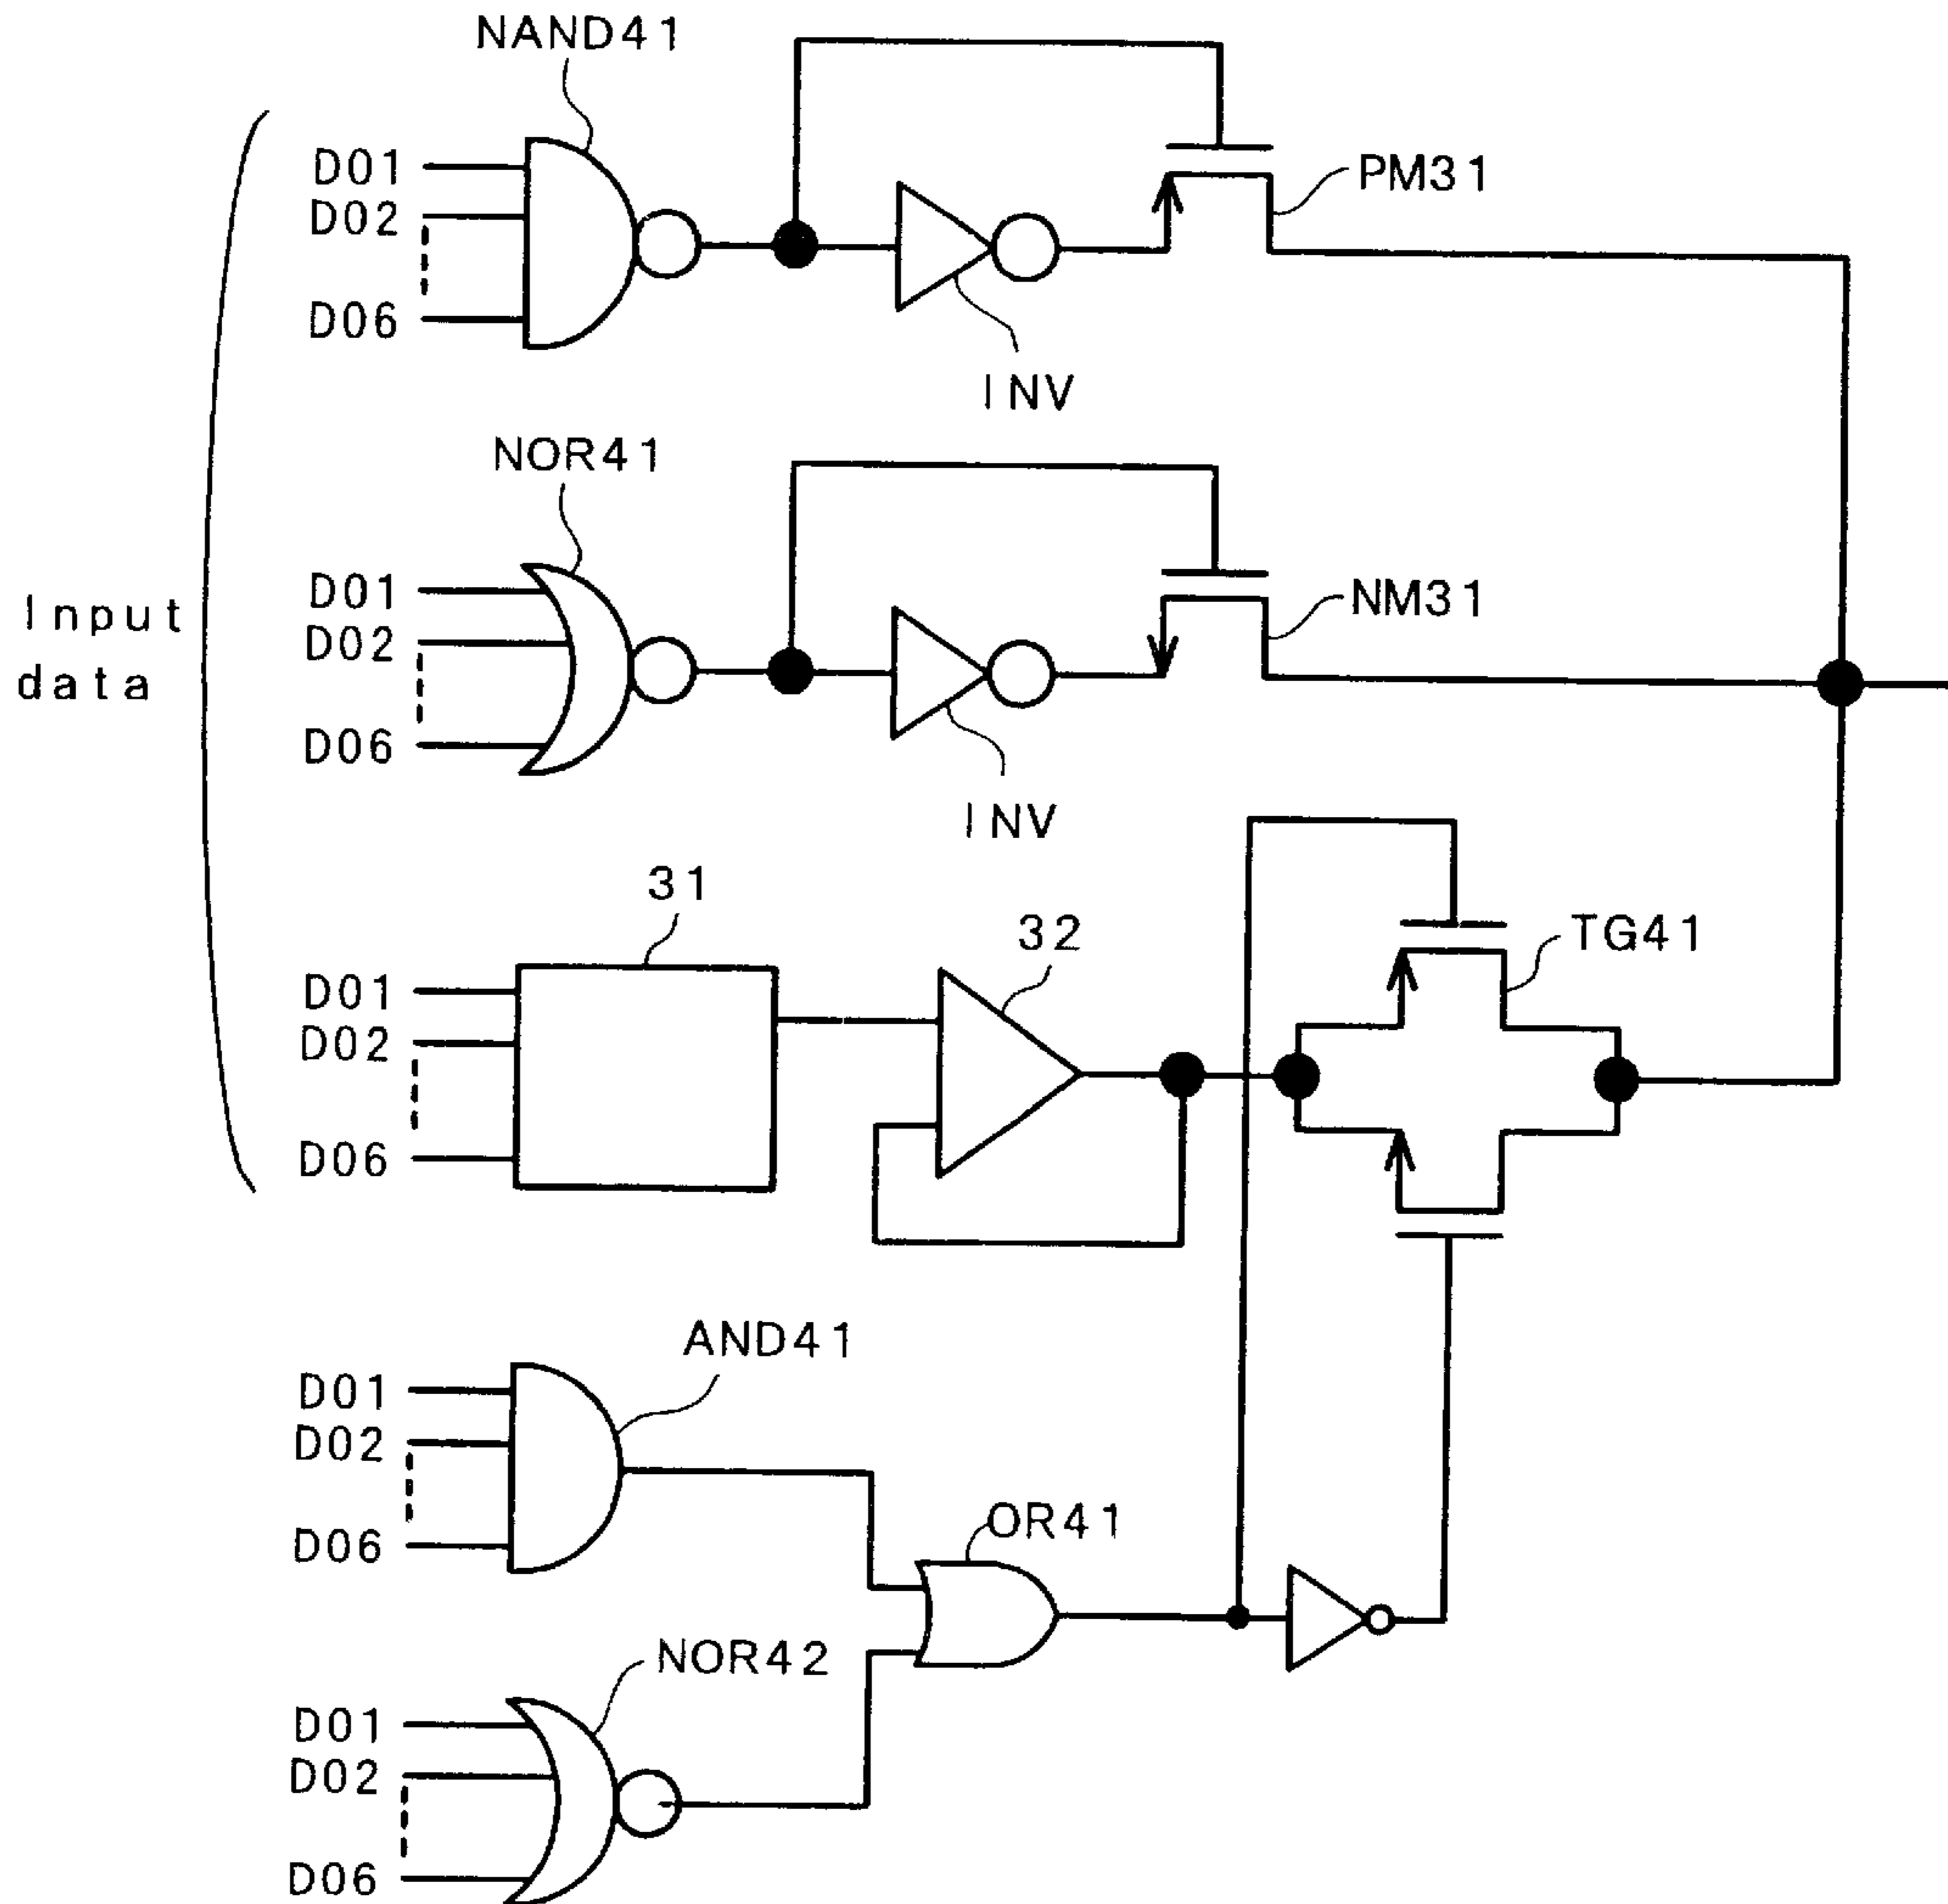 NAND41
D01
D02
D06
PM31
INV
NOR41
D01
D02
D06
NM31
INV
Input
data
31
32
TG41
D01
D02
D06
AND41
D01
D02
D06
OR41
NOR42
D01
D02
D06